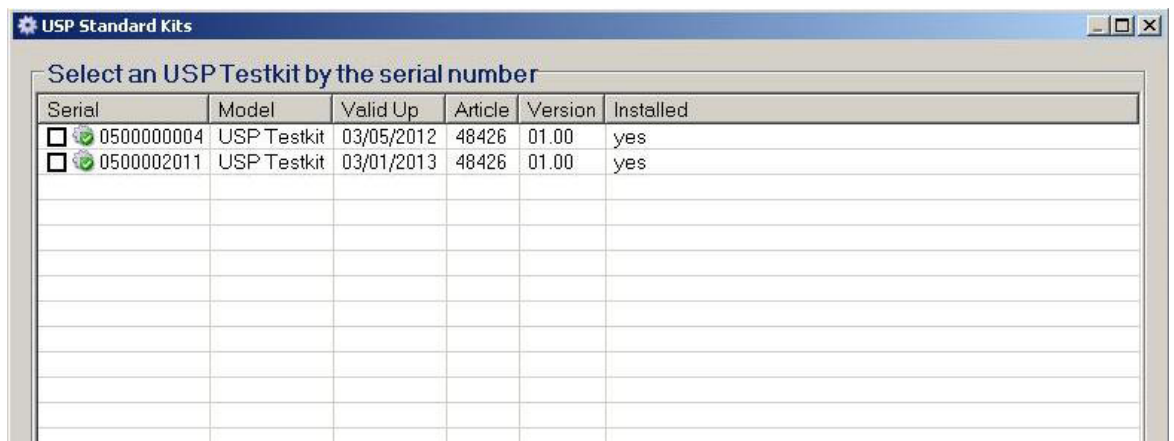 USP Standard Kits
Select an USP Testkit by the serial number
Serial Model Valid Up Article Version Installed
0500000004 USP Testkit 03/05/2012 48426 01.00 yes
0500002011 USP Testkit 03/01/2013 48426 01.00 yes